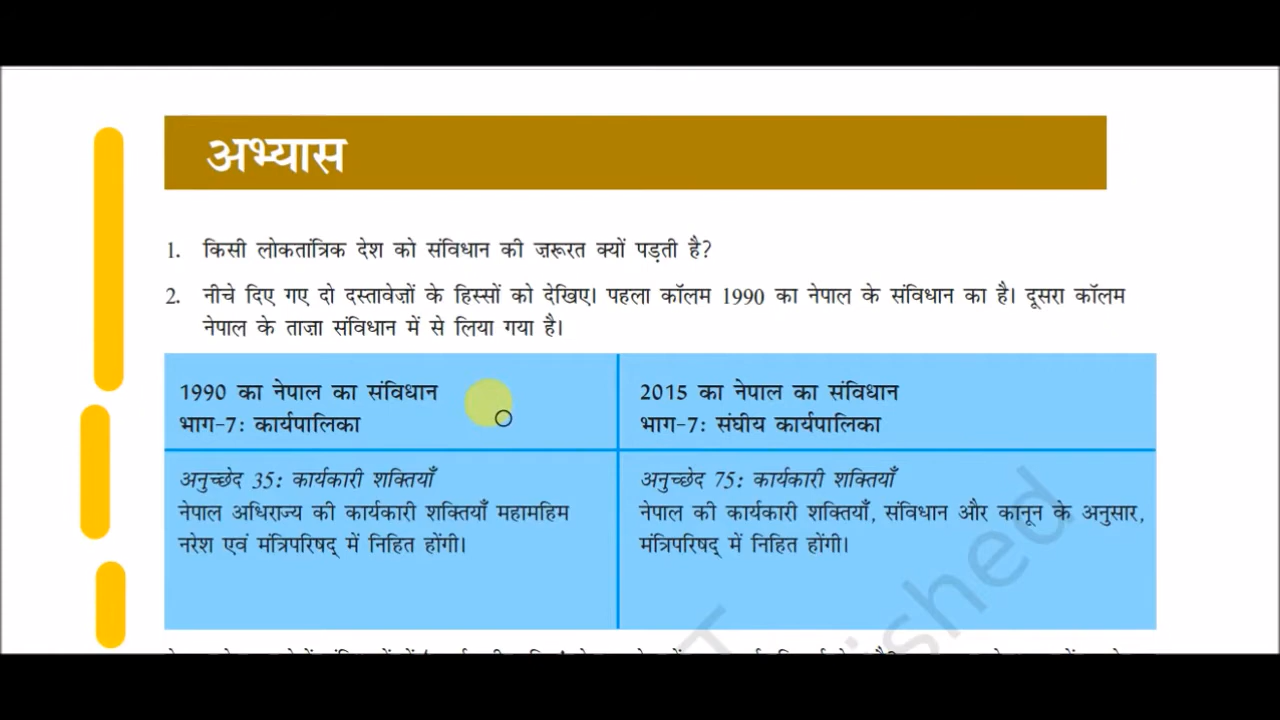 अभ्यास
1. किसी लोकतांत्रिक देश को संविधान की ज़रूरत क्यों पड़ती है?
2. नीचे दिए गए दो दस्तावेज़ों के हिस्सों को देखिए। पहला कॉलम 1990 का नेपाल के संविधान का है। दूसरा कॉलम
नेपाल के ताज़ा संविधान में से लिया गया है।
1990 का नेपाल का संविधान
भाग-7: कार्यपालिका
2015 का नेपाल का संविधान
भाग-7: संघीय कार्यपालिका
अनुच्छेद 35: कार्यकारी शक्तियाँ
नेपाल अधिराज्य की कार्यकारी शक्तियाँ महामहिम
नरेश एवं मंत्रिपरिषद् में निहित होंगी।
अनुच्छेद 75: कार्यकारी शक्तियाँ
नेपाल की कार्यकारी शक्तियाँ, संविधान और कानून के अनुसार,
मंत्रिपरिषद् में निहित होंगी।